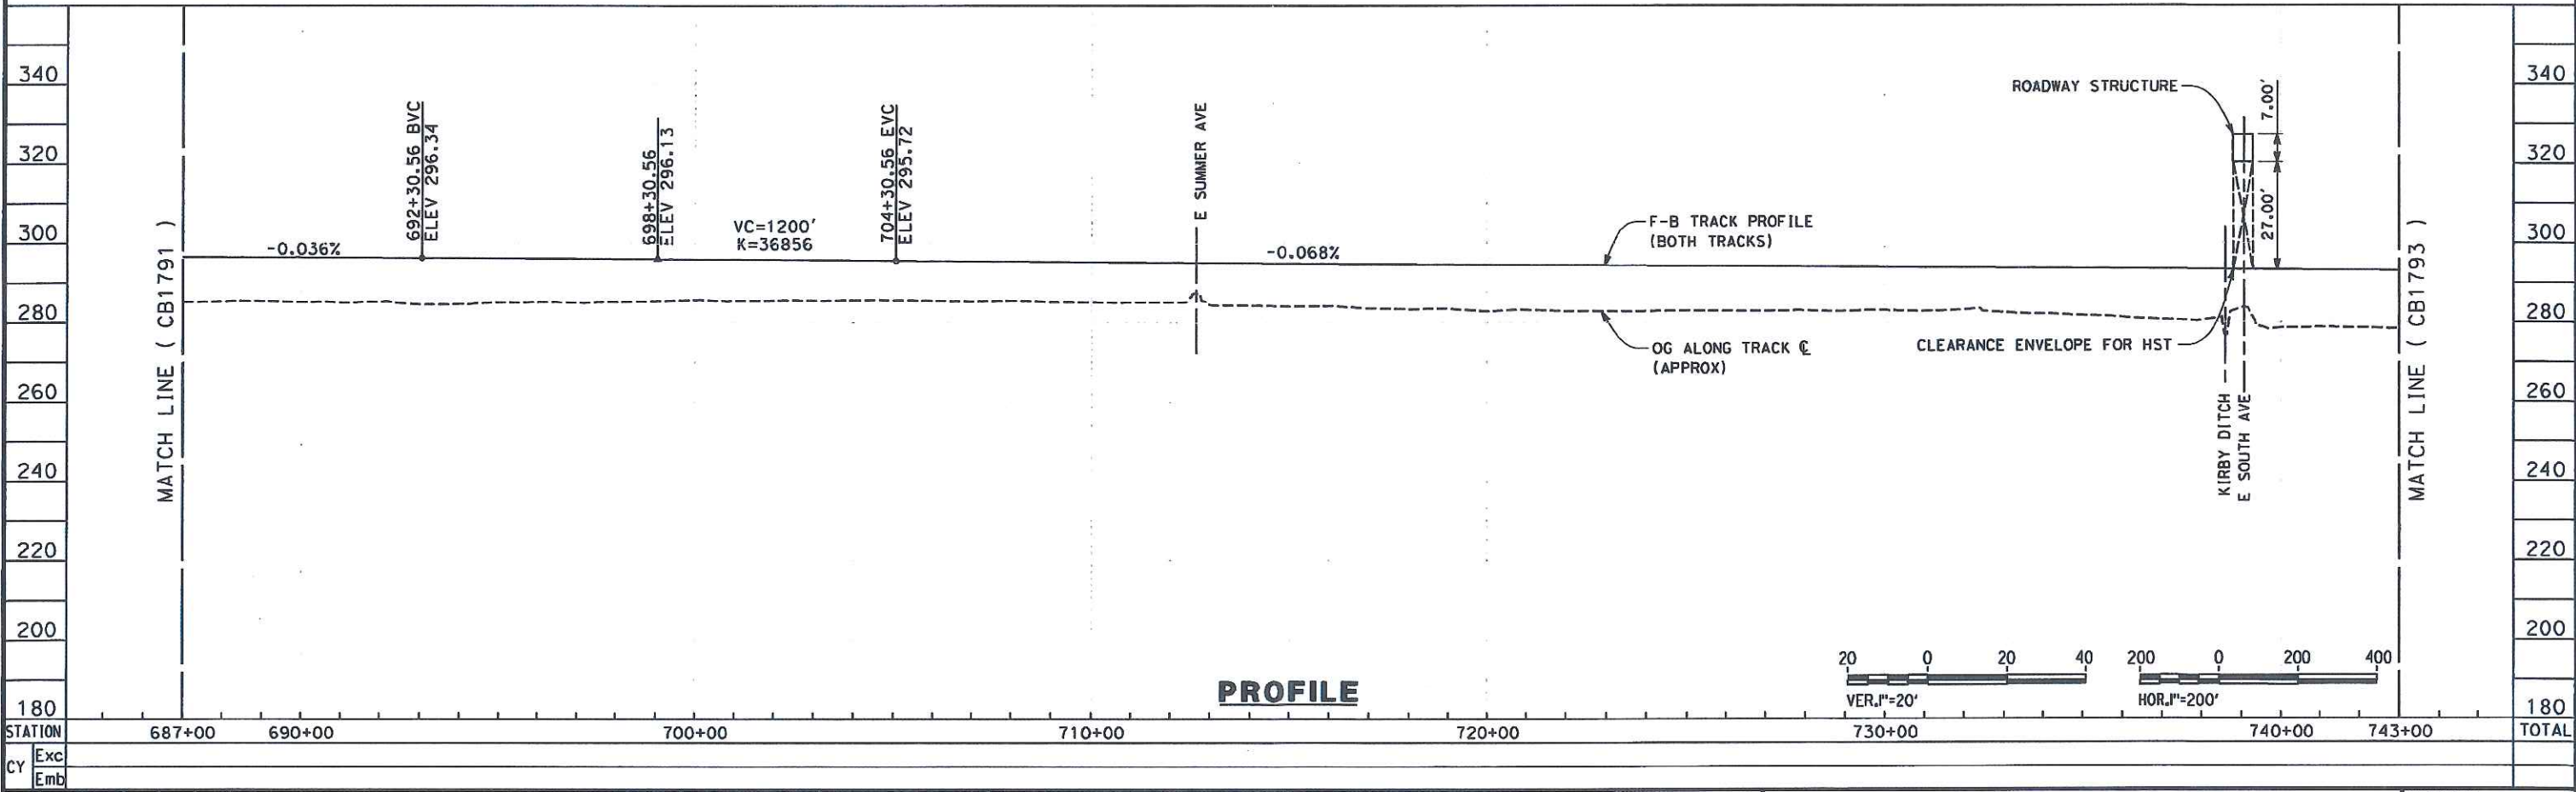 340
320
300
280
260
240
220
200
180
MATCH LINE ( CB1791 )
-0.036%
692+30.56 BVC
ELEV 296.34
698+30.56
ELEV 296.13
VC=1200'
K=36856
704+30.56 EVC
ELEV 295.72
E SUMMER AVE
-0.068%
F-B TRACK PROFILE
(BOTH TRACKS)
OG ALONG TRACK ℄
(APPROX)
ROADWAY STRUCTURE
7.00'
27.00'
CLEARANCE ENVELOPE FOR HST
KIRBY DITCH
E SOUTH AVE
MATCH LINE ( CB1793 )
340
320
300
280
260
240
220
200
180
PROFILE
20 0 20 40
VER.1"=20'
200 0 200 400
HOR.1"=200'
STATION 687+00 690+00 700+00 710+00 720+00 730+00 740+00 743+00 TOTAL
CY Exc
Emb